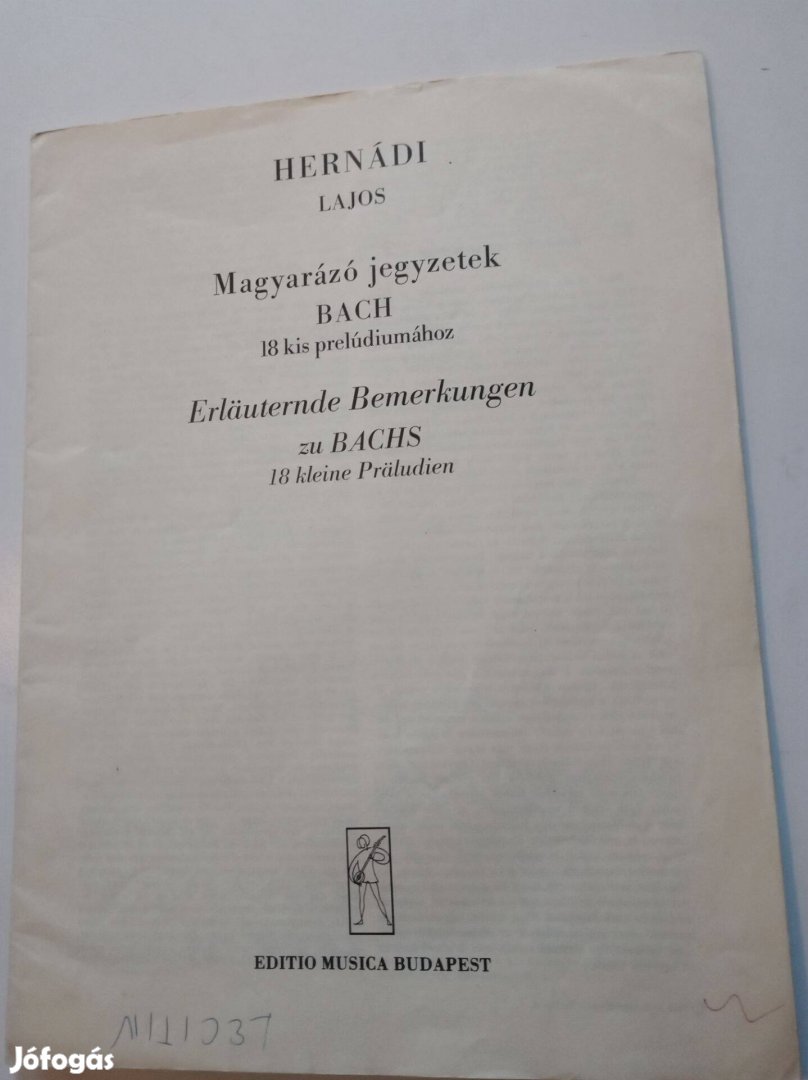 HERNÁDI
LAJOS
Magyarázó jegyzetek
BACH
18 kis prelúdiumához
Erläuternde Bemerkungen
zu BACHS
18 kleine Präludien
EDITIO MUSICA BUDAPEST
Jófogás